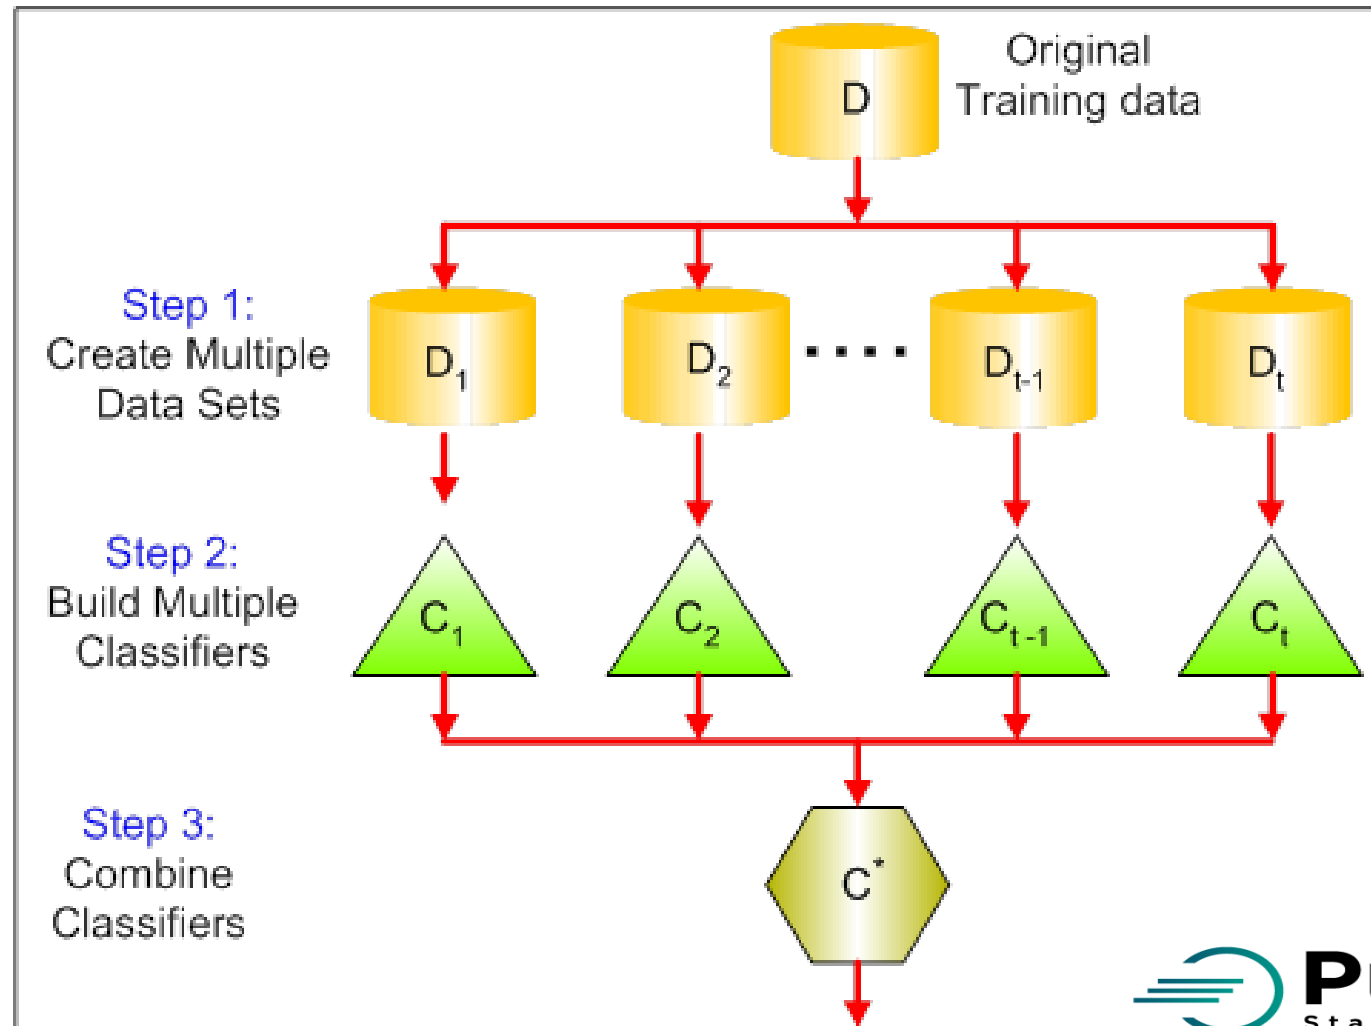 D
Original
Training data
Step 1:
Create Multiple
Data Sets
D1
D2
....
Dt-1
Dt
Step 2:
Build Multiple
Classifiers
C1
C2
Ct-1
Ct
Step 3:
Combine
Classifiers
C*